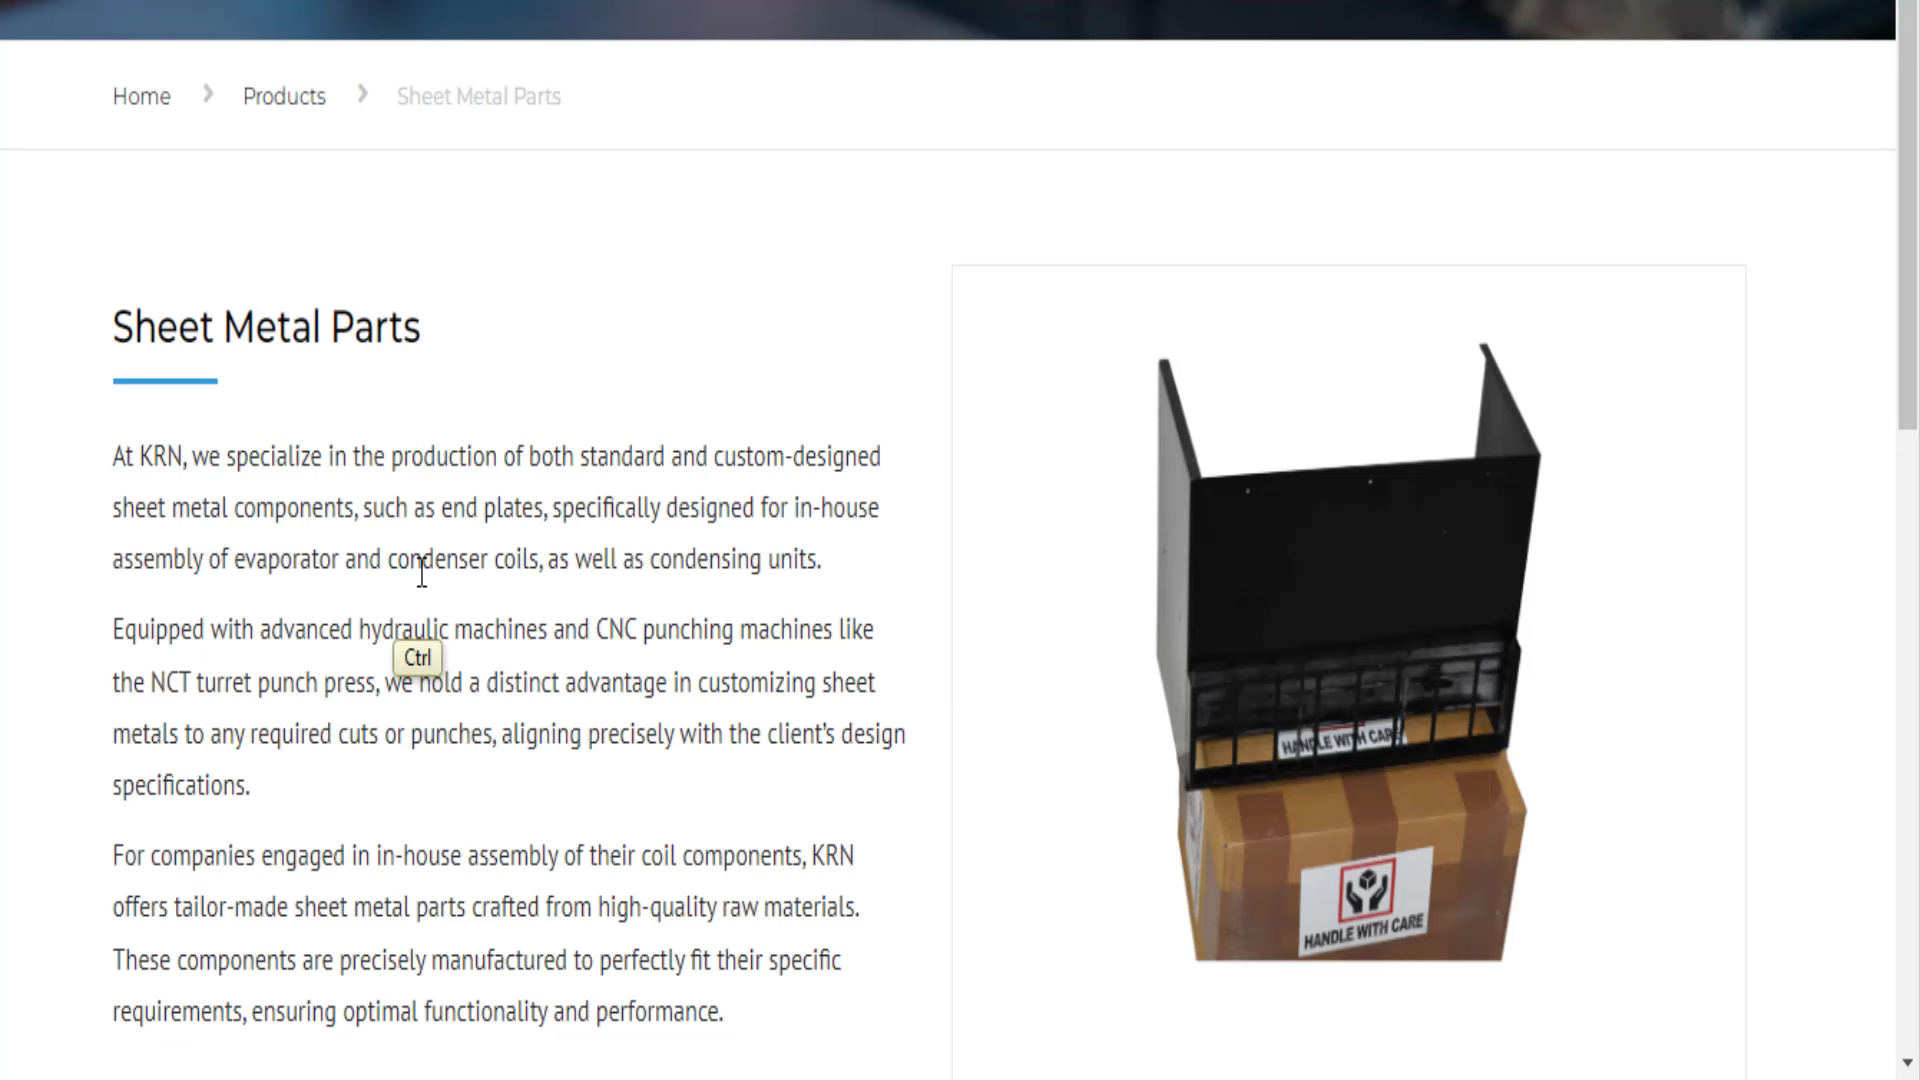 Home > Products > Sheet Metal Parts
Sheet Metal Parts
At KRN, we specialize in the production of both standard and custom-designed
sheet metal components, such as end plates, specifically designed for in-house
assembly of evaporator and condenser coils, as well as condensing units.
Equipped with advanced hydraulic machines and CNC punching machines like
Ctrl
the NCT turret punch press, we hold a distinct advantage in customizing sheet
metals to any required cuts or punches, aligning precisely with the client's design
specifications.
For companies engaged in in-house assembly of their coil components, KRN
offers tailor-made sheet metal parts crafted from high-quality raw materials.
These components are precisely manufactured to perfectly fit their specific
requirements, ensuring optimal functionality and performance.
HANDLE WITH CARE
HANDLE WITH CARE